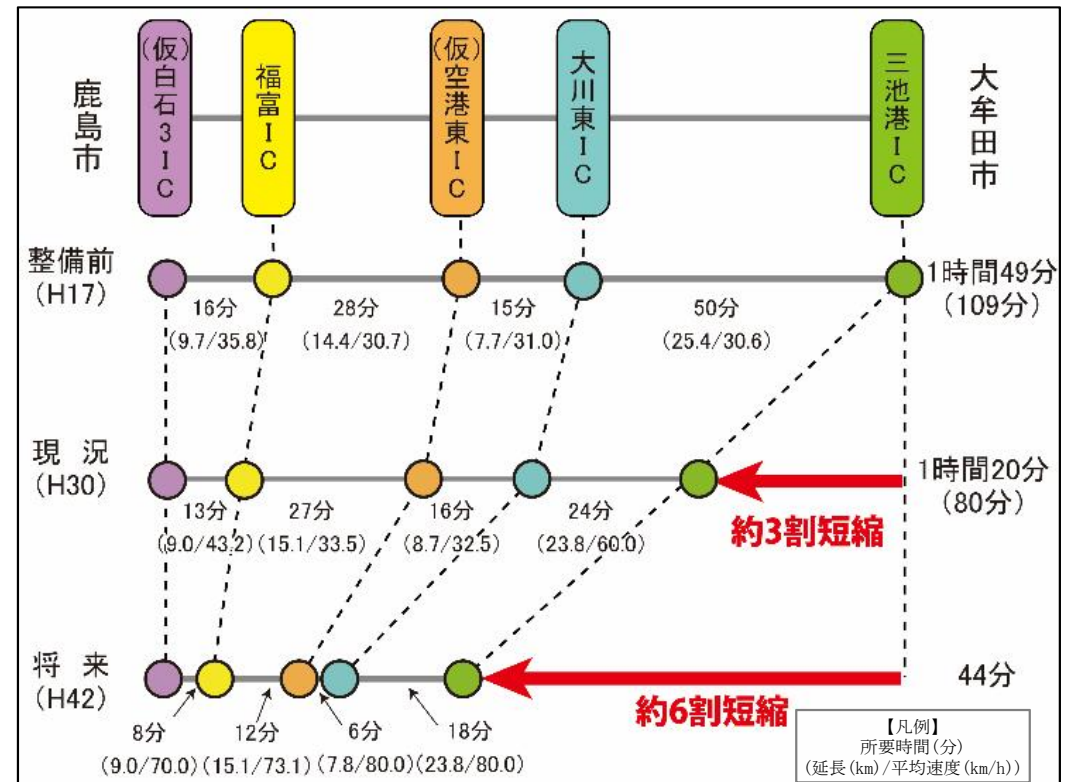 鹿島市
(仮)白石3IC
福富IC
(仮)空港東IC
大川東IC
三池港IC
大牟田市
整備前
(H17)
16分
(9.7/35.8)
28分
(14.4/30.7)
15分
(7.7/31.0)
50分
(25.4/30.6)
1時間49分
(109分)
現況
(H30)
13分
(9.0/43.2)
27分
(15.1/33.5)
16分
(8.7/32.5)
24分
(23.8/60.0)
約3割短縮
1時間20分
(80分)
将来
(H42)
8分
(9.0/70.0)
12分
(15.1/73.1)
6分
(7.8/80.0)
18分
(23.8/80.0)
約6割短縮
44分
【凡例】
所要時間(分)
(延長(km)/平均速度(km/h))